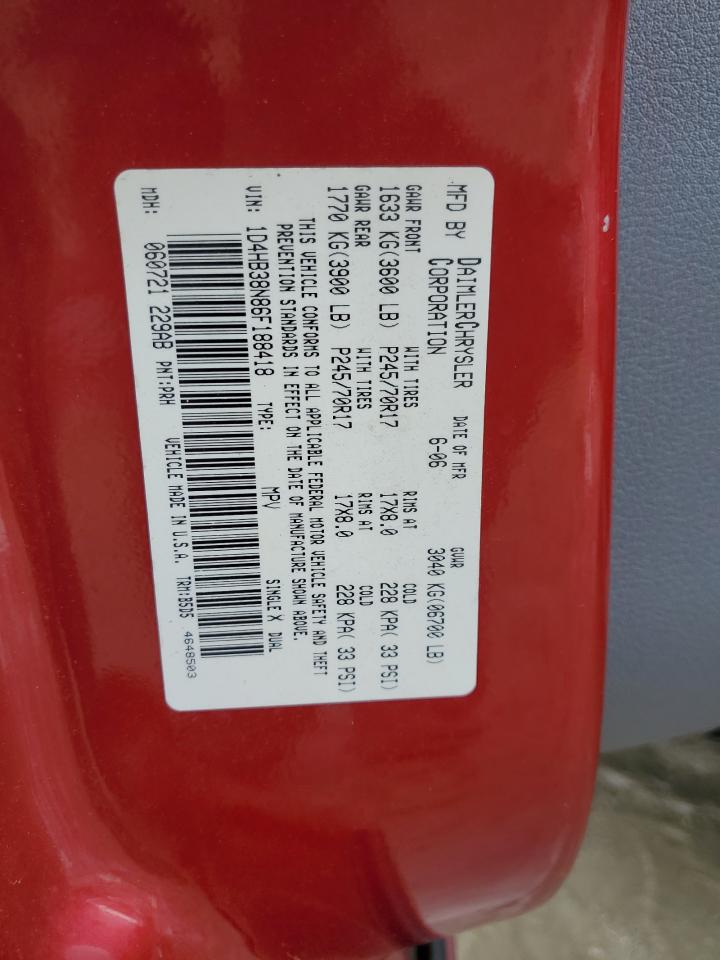 MFD BY DAIMLERCHRYSLER CORPORATION DATE OF MFR 6-06 GVWR 3040 KG(06700 LB)
GAWR FRONT WITH TIRES RIMS AT COLD
1633 KG(3600 LB) P245/70R17 17X8.0 228 KPA( 33 PSI)
GAWR REAR WITH TIRES RIMS AT COLD
1770 KG(3900 LB) P245/70R17 17X8.0 228 KPA( 33 PSI)
THIS VEHICLE CONFORMS TO ALL APPLICABLE FEDERAL MOTOR VEHICLE SAFETY AND THEFT
PREVENTION STANDARDS IN EFFECT ON THE DATE OF MANUFACTURE SHOWN ABOVE.
VIN: 1D4HB38N86F188418 TYPE: MPV SINGLE X DUAL
MDH: 060721 229AB PNT:PRH VEHICLE MADE IN U.S.A. TRM:B5D5 4648503